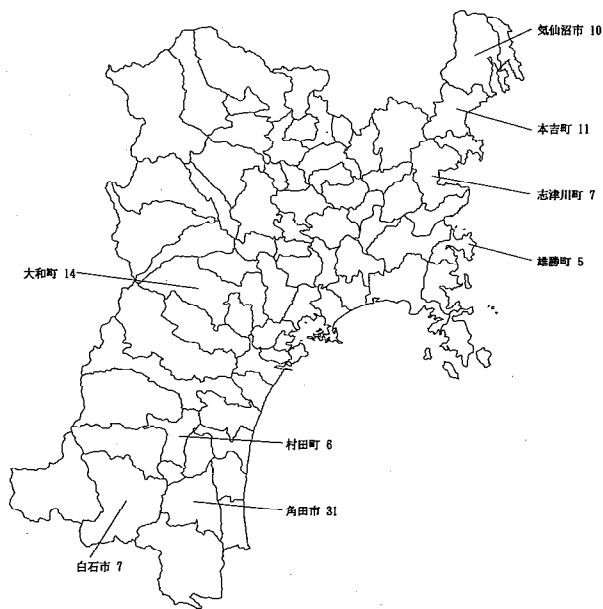 気仙沼市 10
本吉町 11
志津川町 7
雄勝町 5
大和町 14
村田町 6
角田市 31
白石市 7